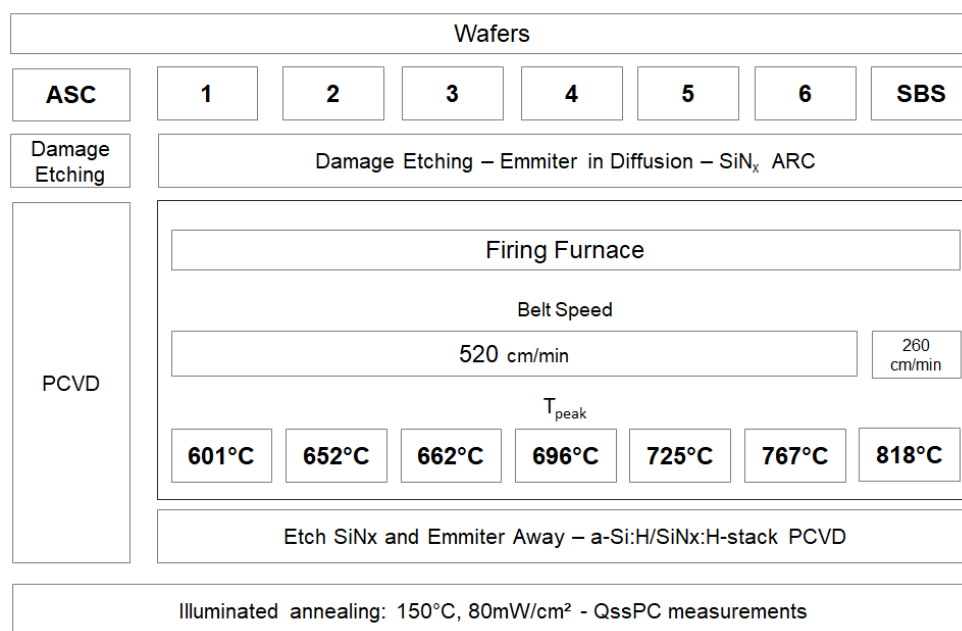 Wafers
ASC 1 2 3 4 5 6 SBS
Damage
Etching
Damage Etching – Emmiter in Diffusion – SiNx ARC
PCVD
Firing Furnace
Belt Speed
520 cm/min
260
cm/min
Tpeak
601°C 652°C 662°C 696°C 725°C 767°C 818°C
Etch SiNx and Emmiter Away – a-Si:H/SiNx:H-stack PCVD
Illuminated annealing: 150°C, 80mW/cm² - QssPC measurements